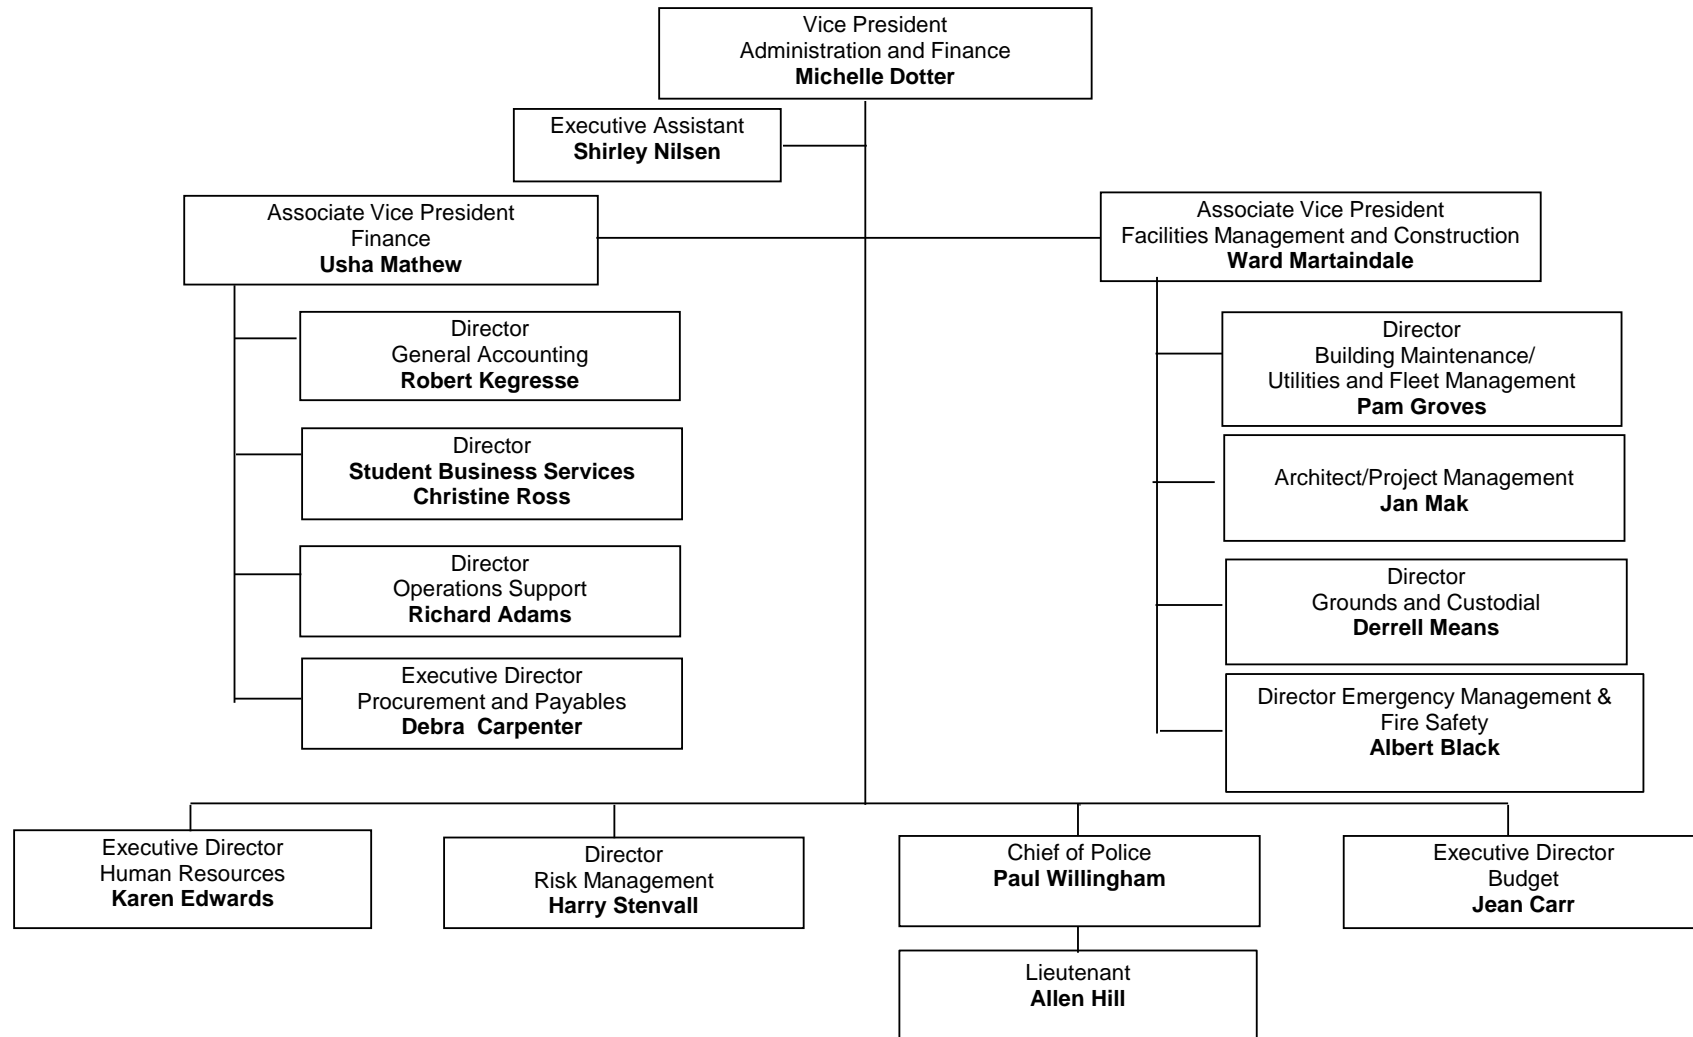 Vice President
Administration and Finance
Michelle Dotter
Executive Assistant
Shirley Nilsen
Associate Vice President
Finance
Usha Mathew
Associate Vice President
Facilities Management and Construction
Ward Martaindale
Director
General Accounting
Robert Kegresse
Director
Student Business Services
Christine Ross
Director
Operations Support
Richard Adams
Executive Director
Procurement and Payables
Debra  Carpenter
Director
Building Maintenance/
Utilities and Fleet Management
Pam Groves
Architect/Project Management
Jan Mak
Director
Grounds and Custodial
Derrell Means
Director Emergency Management &
Fire Safety
Albert Black
Executive Director
Human Resources
Karen Edwards
Director
Risk Management
Harry Stenvall
Chief of Police
Paul Willingham
Executive Director
Budget
Jean Carr
Lieutenant
Allen Hill